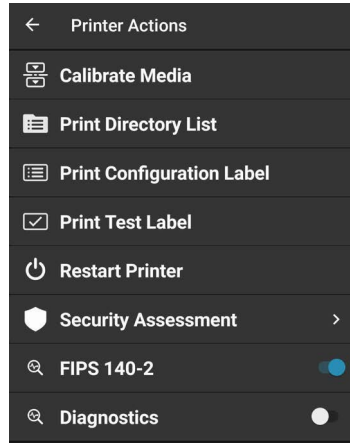 Printer Actions
Calibrate Media
Print Directory List
Print Configuration Label
Print Test Label
Restart Printer
Security Assessment
FIPS 140-2
Diagnostics